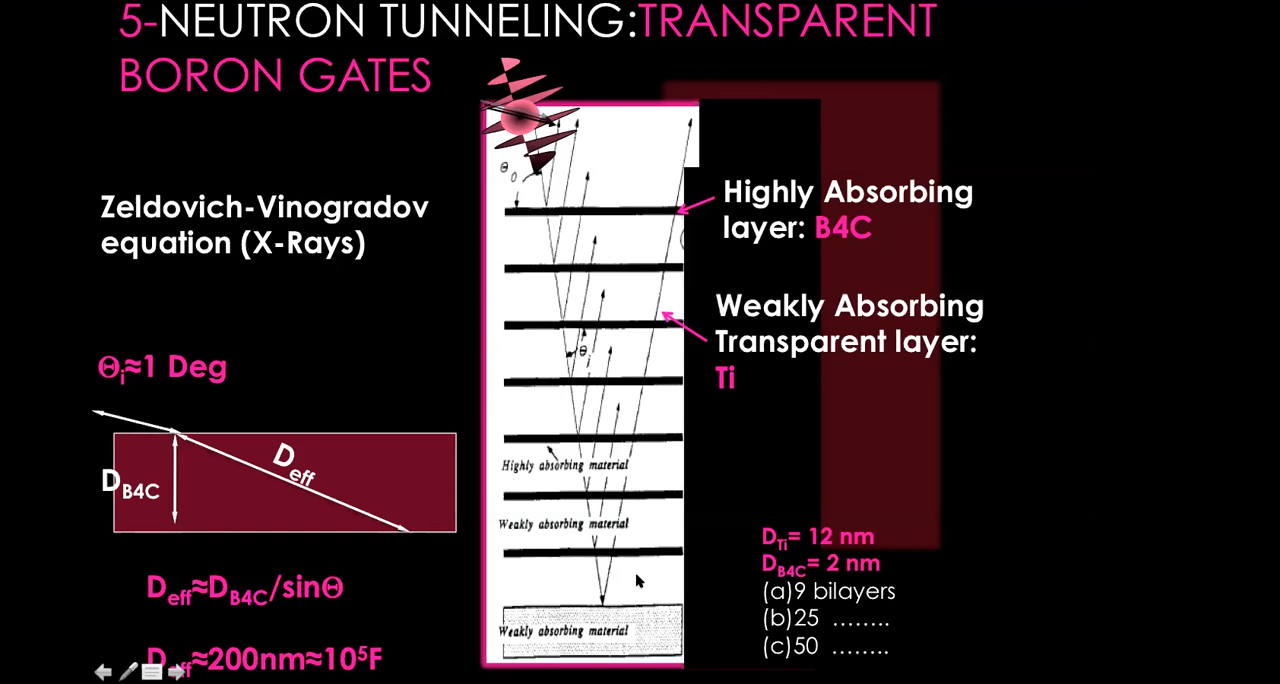 5-NEUTRON TUNNELING:TRANSPARENT
BORON GATES
Zeldovich-Vinogradov
equation (X-Rays)
Θi≈1 Deg
DB4C
Deff
Deff≈DB4C/sinΘ
Deff≈200nm≈10⁵F
Θ0
Θi
Highly absorbing material
Weakly absorbing material
Weakly absorbing material
Highly Absorbing
layer: B4C
Weakly Absorbing
Transparent layer:
Ti
DTi= 12 nm
DB4C= 2 nm
(a)9 bilayers
(b)25 ........
(c)50 ........